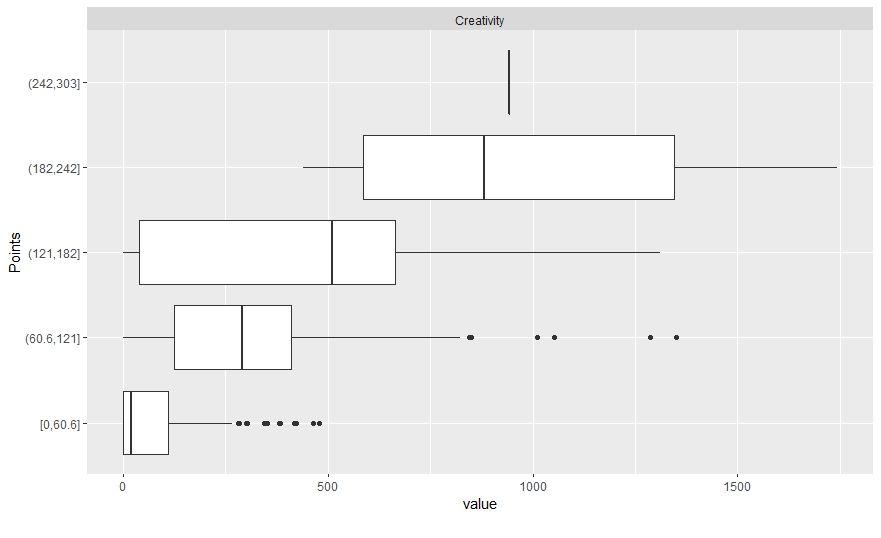 Creativity
(242,303]
(182,242]
(121,182]
(60.6,121]
[0,60.6]
Points
0 500 1000 1500
value